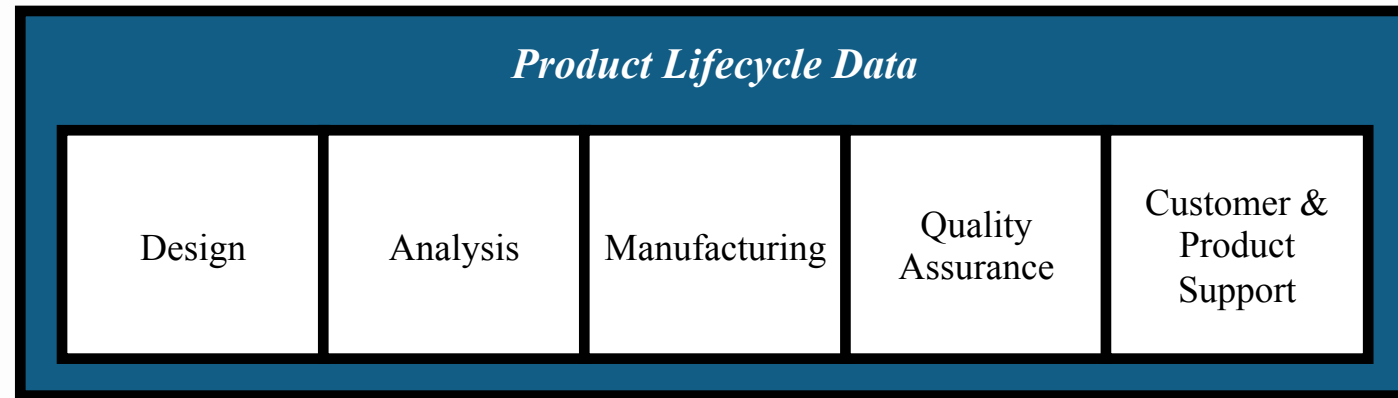 Product Lifecycle Data
Design
Analysis
Manufacturing
Quality
Assurance
Customer &
Product
Support